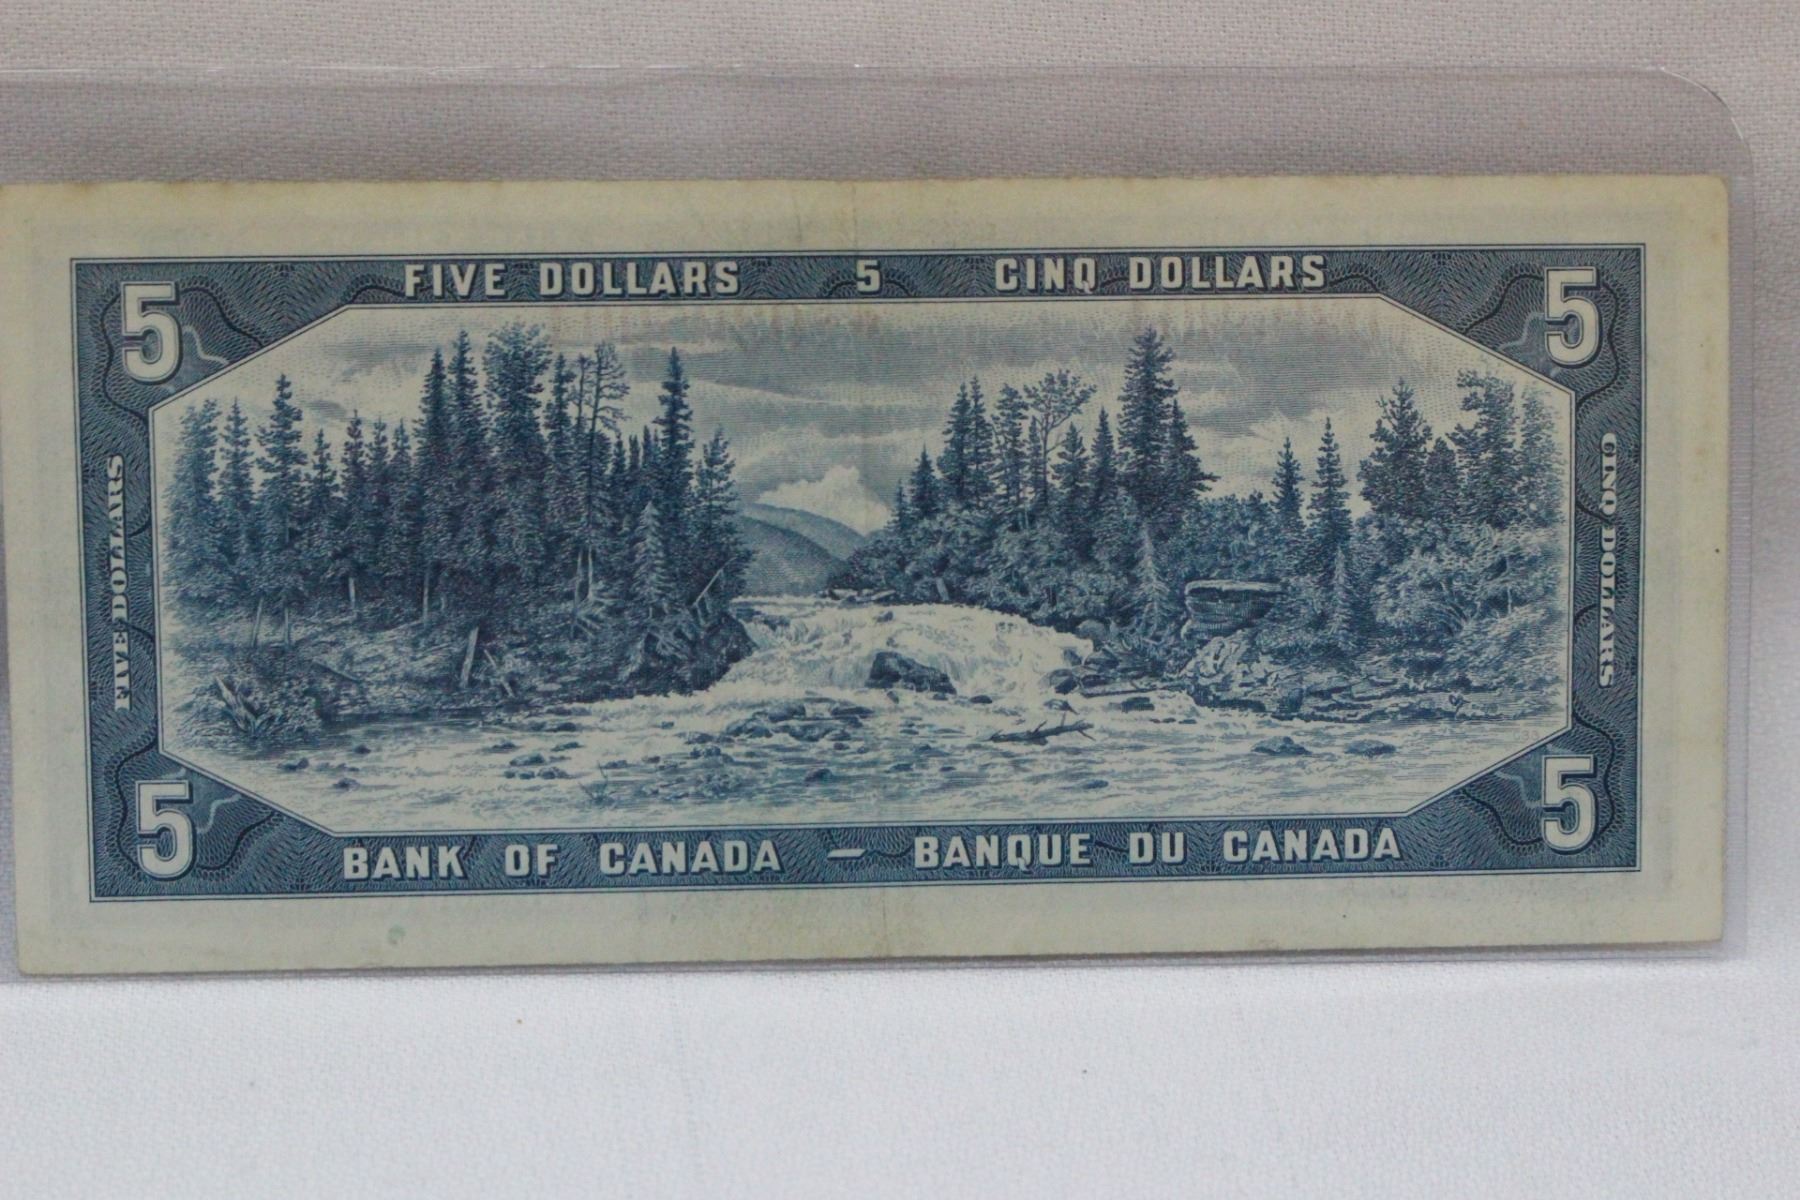 FIVE DOLLARS 5 CINQ DOLLARS
5 5
FIVE DOLLARS
CINQ DOLLARS
5 5
BANK OF CANADA — BANQUE DU CANADA